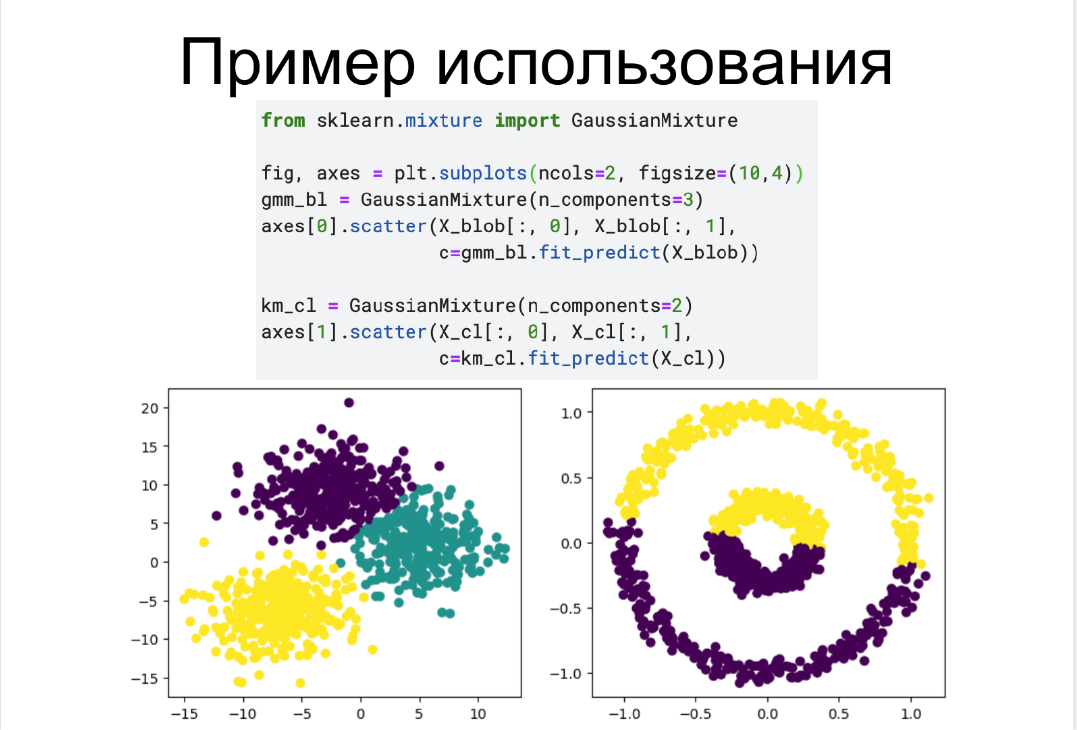 Пример использования
from sklearn.mixture import GaussianMixture
fig, axes = plt.subplots(ncols=2, figsize=(10,4))
gmm_bl = GaussianMixture(n_components=3)
axes[0].scatter(X_blob[:, 0], X_blob[:, 1],
c=gmm_bl.fit_predict(X_blob))
km_cl = GaussianMixture(n_components=2)
axes[1].scatter(X_cl[:, 0], X_cl[:, 1],
c=km_cl.fit_predict(X_cl))
20
15
10
5
0
−5
−10
−15
−15 −10 −5 0 5 10
1.0
0.5
0.0
−0.5
−1.0
−1.0 −0.5 0.0 0.5 1.0